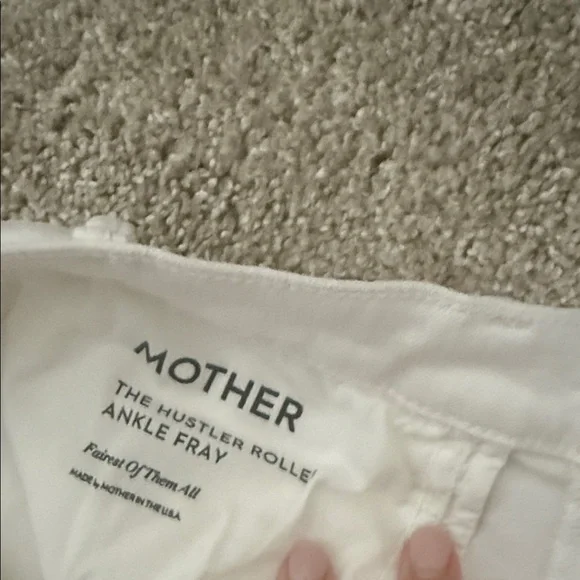 MOTHER
THE HUSTLER ROLLE
ANKLE FRAY
Fairest Of Them All
MADE by MOTHER IN THE U.S.A.